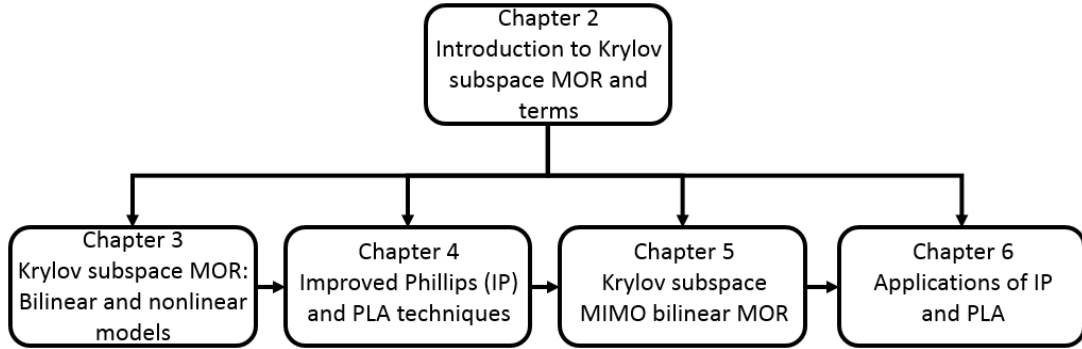 Chapter 2
Introduction to Krylov
subspace MOR and
terms
Chapter 3
Krylov subspace MOR:
Bilinear and nonlinear
models
Chapter 4
Improved Phillips (IP)
and PLA techniques
Chapter 5
Krylov subspace
MIMO bilinear MOR
Chapter 6
Applications of IP
and PLA